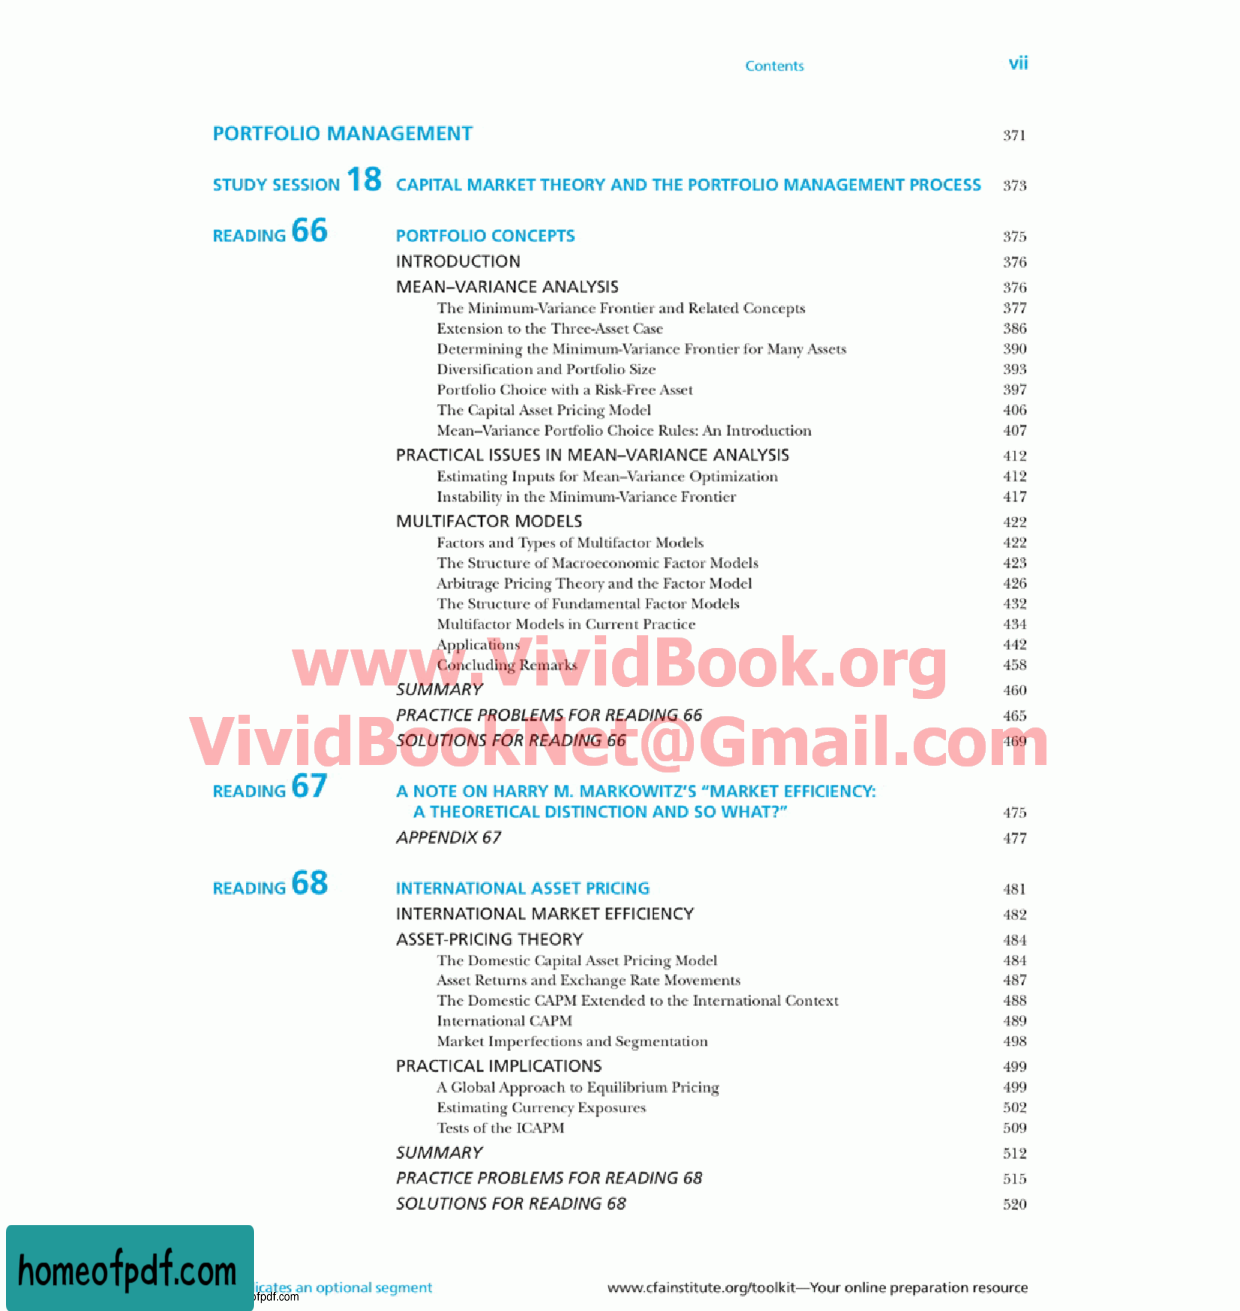 Contents vii
PORTFOLIO MANAGEMENT 371
STUDY SESSION 18 CAPITAL MARKET THEORY AND THE PORTFOLIO MANAGEMENT PROCESS 373
READING 66 PORTFOLIO CONCEPTS 375
INTRODUCTION 376
MEAN–VARIANCE ANALYSIS 376
The Minimum-Variance Frontier and Related Concepts 377
Extension to the Three-Asset Case 386
Determining the Minimum-Variance Frontier for Many Assets 390
Diversification and Portfolio Size 393
Portfolio Choice with a Risk-Free Asset 397
The Capital Asset Pricing Model 406
Mean–Variance Portfolio Choice Rules: An Introduction 407
PRACTICAL ISSUES IN MEAN–VARIANCE ANALYSIS 412
Estimating Inputs for Mean–Variance Optimization 412
Instability in the Minimum-Variance Frontier 417
MULTIFACTOR MODELS 422
Factors and Types of Multifactor Models 422
The Structure of Macroeconomic Factor Models 423
Arbitrage Pricing Theory and the Factor Model 426
The Structure of Fundamental Factor Models 432
Multifactor Models in Current Practice 434
Applications 442
www.VividBook.org
Concluding Remarks 458
SUMMARY 460
PRACTICE PROBLEMS FOR READING 66 465
SOLUTIONS FOR READING 66 469
VividBookNet@Gmail.com
READING 67 A NOTE ON HARRY M. MARKOWITZ'S “MARKET EFFICIENCY:
A THEORETICAL DISTINCTION AND SO WHAT?” 475
APPENDIX 67 477
READING 68 INTERNATIONAL ASSET PRICING 481
INTERNATIONAL MARKET EFFICIENCY 482
ASSET-PRICING THEORY 484
The Domestic Capital Asset Pricing Model 484
Asset Returns and Exchange Rate Movements 487
The Domestic CAPM Extended to the International Context 488
International CAPM 489
Market Imperfections and Segmentation 498
PRACTICAL IMPLICATIONS 499
A Global Approach to Equilibrium Pricing 499
Estimating Currency Exposures 502
Tests of the ICAPM 509
SUMMARY 512
PRACTICE PROBLEMS FOR READING 68 515
SOLUTIONS FOR READING 68 520
homeofpdf.com
an optional segment www.cfainstitute.org/toolkit—Your online preparation resource